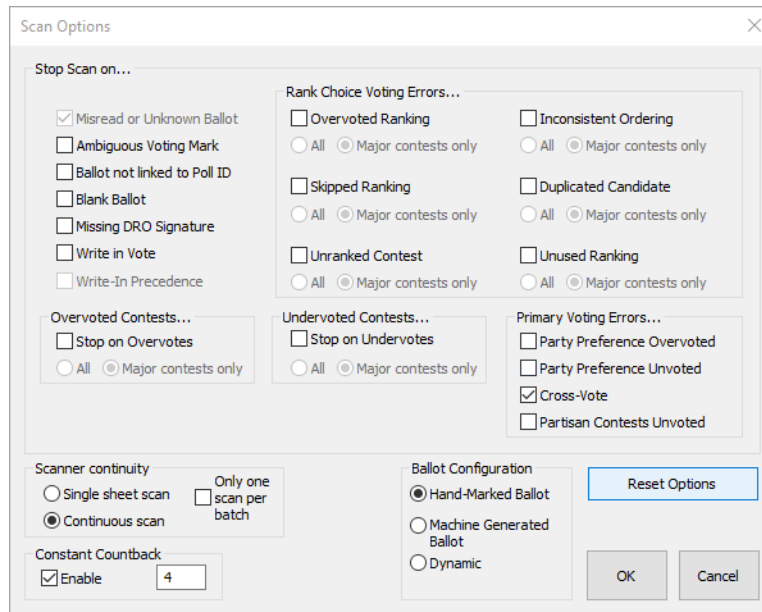 Scan Options
Stop Scan on...
Misread or Unknown Ballot
Ambiguous Voting Mark
Ballot not linked to Poll ID
Blank Ballot
Missing DRO Signature
Write in Vote
Write-In Precedence
Rank Choice Voting Errors...
Overvoted Ranking
All Major contests only
Inconsistent Ordering
All Major contests only
Skipped Ranking
All Major contests only
Duplicated Candidate
All Major contests only
Unranked Contest
All Major contests only
Unused Ranking
All Major contests only
Overvoted Contests...
Stop on Overvotes
All Major contests only
Undervoted Contests...
Stop on Undervotes
All Major contests only
Primary Voting Errors...
Party Preference Overvoted
Party Preference Unvoted
Cross-Vote
Partisan Contests Unvoted
Scanner continuity
Single sheet scan
Continuous scan
Only one
scan per
batch
Constant Countback
Enable 4
Ballot Configuration
Hand-Marked Ballot
Machine Generated
Ballot
Dynamic
Reset Options
OK Cancel